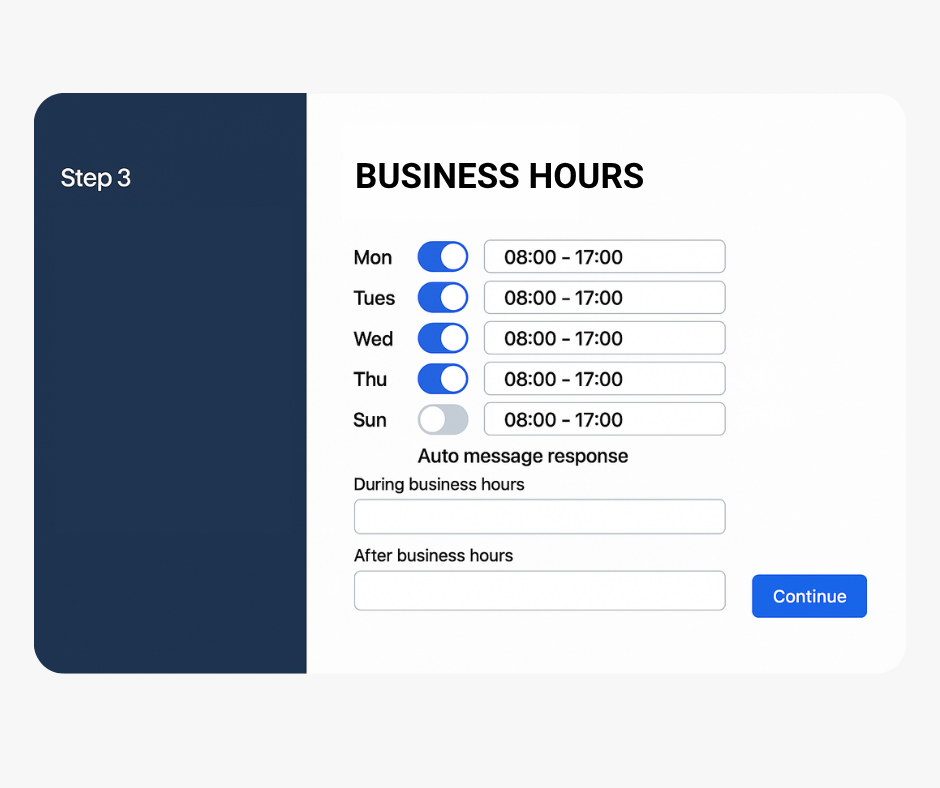 Step 3
BUSINESS HOURS
Mon 08:00 – 17:00
Tues 08:00 – 17:00
Wed 08:00 – 17:00
Thu 08:00 – 17:00
Sun 08:00 – 17:00
Auto message response
During business hours
After business hours
Continue